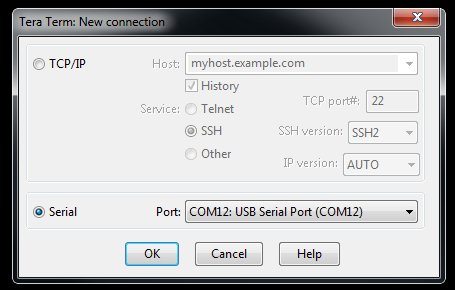 Tera Term: New connection
TCP/IP
Host: myhost.example.com
History
Service: Telnet
TCP port#: 22
SSH
SSH version: SSH2
Other
IP version: AUTO
Serial
Port: COM12: USB Serial Port (COM12)
OK Cancel Help